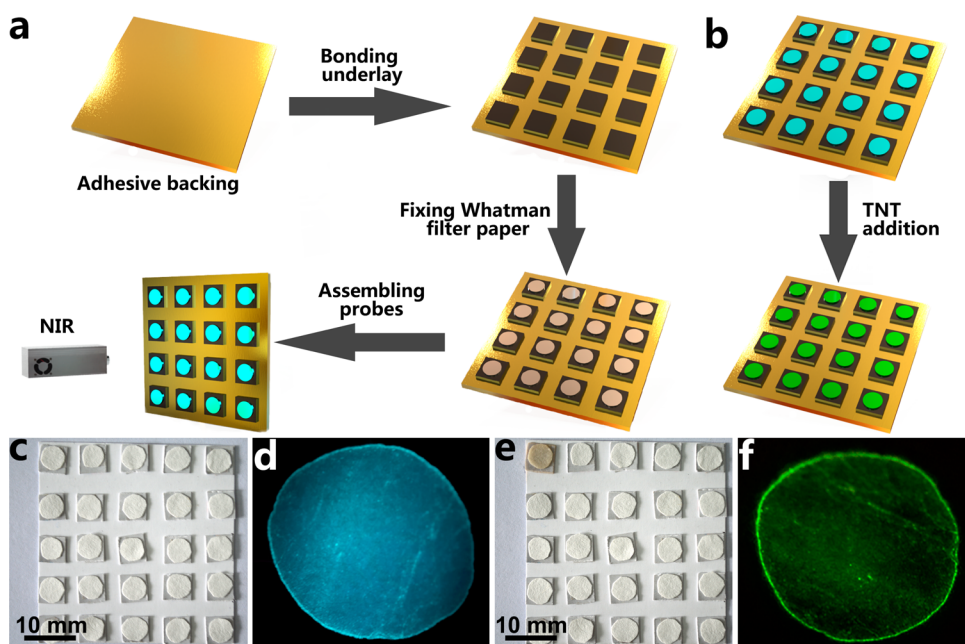 a
Bonding
underlay
b
Adhesive backing
Fixing Whatman
filter paper
TNT
addition
NIR
Assembling
probes
c
d
e
f
10 mm
10 mm